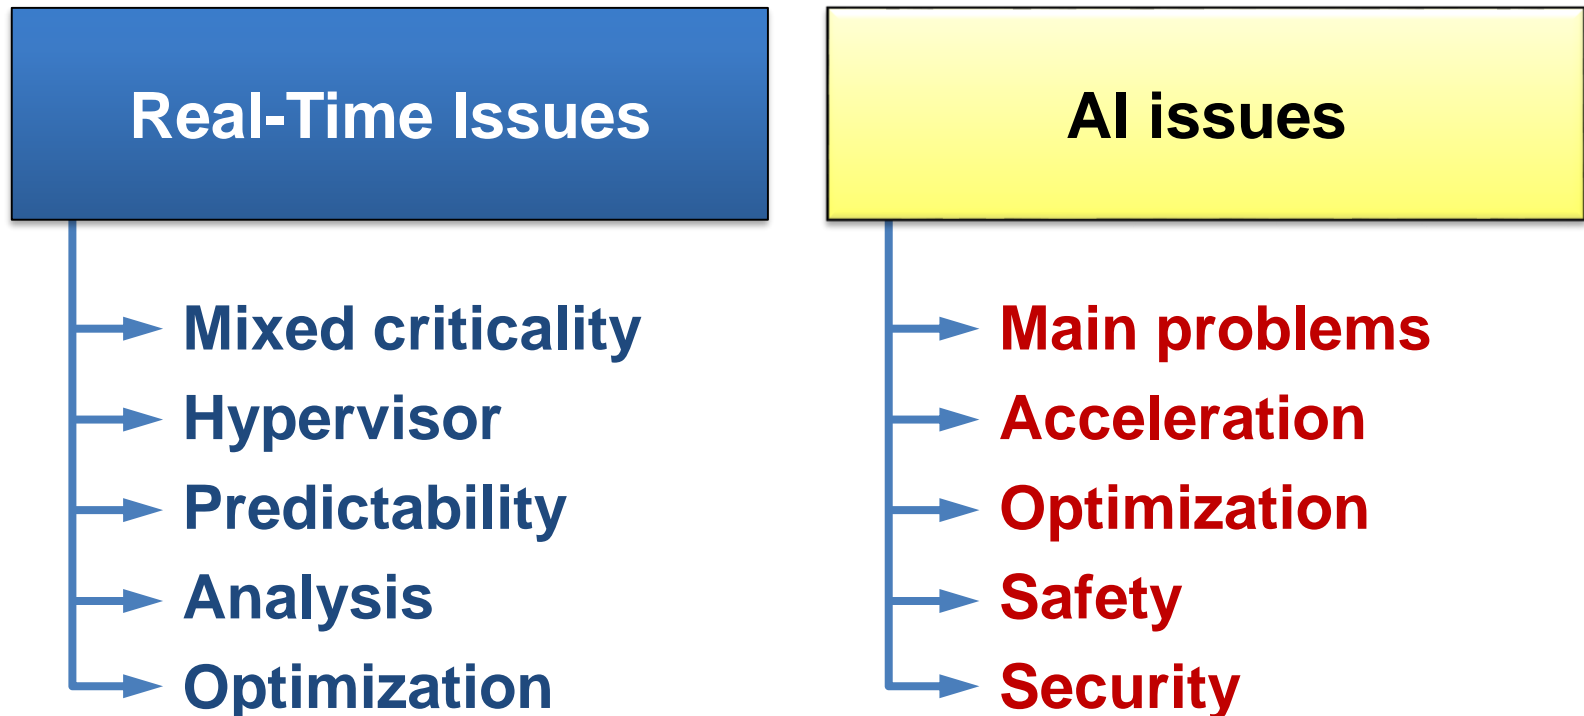 Real-Time Issues
Mixed criticality
Hypervisor
Predictability
Analysis
Optimization
AI issues
Main problems
Acceleration
Optimization
Safety
Security